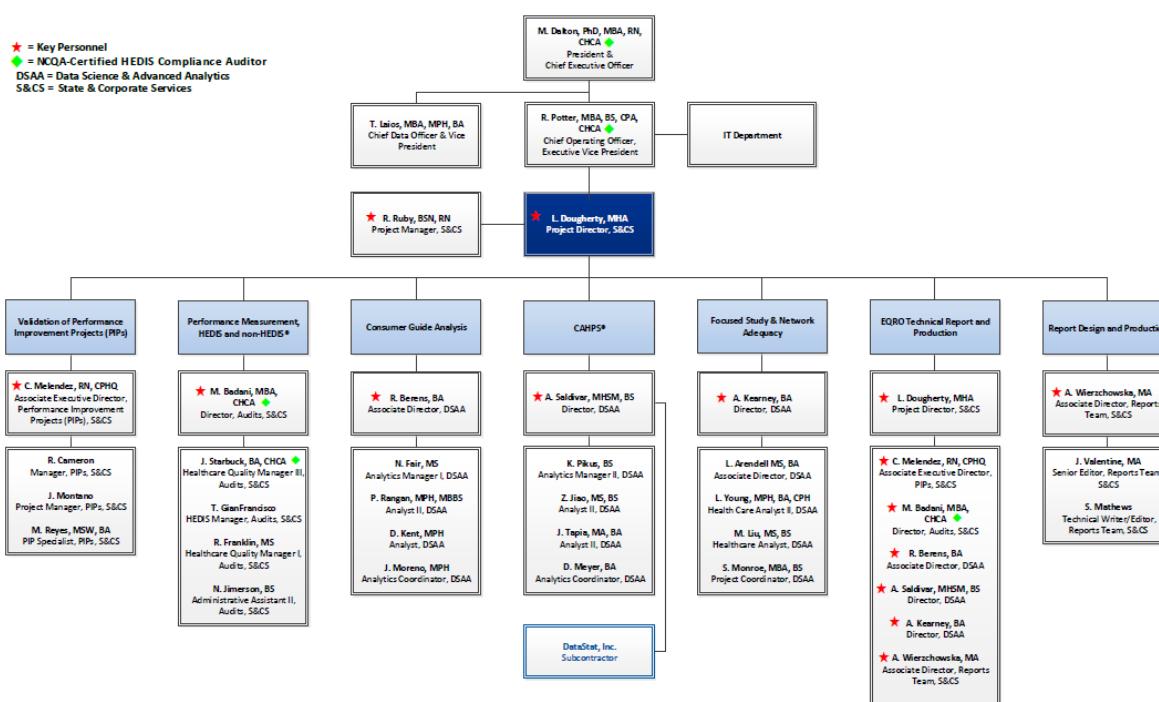 = Key Personnel
= NCQA-Certified HEDIS Compliance Auditor
DSAA = Data Science & Advanced Analytics
S&CS = State & Corporate Services
M. Dalton, PhD, MBA, RN,
CHCA
President &
Chief Executive Officer
T. Laios, MBA, MPH, BA
Chief Data Officer & Vice
President
R. Potter, MBA, BS, CPA,
CHCA
Chief Operating Officer,
Executive Vice President
IT Department
R. Ruby, BSN, RN
Project Manager, S&CS
L. Dougherty, MHA
Project Director, S&CS
Validation of Performance
Improvement Projects (PIPs)
C. Melendez, RN, CPHQ
Associate Executive Director,
Performance Improvement
Projects (PIPs), S&CS
R. Cameron
Manager, PIPs, S&CS
J. Montano
Project Manager, PIPs, S&CS
M. Reyes, MSW, BA
PIP Specialist, PIPs, S&CS
Performance Measurement,
HEDIS and non-HEDIS®
M. Badani, MBA,
CHCA
Director, Audits, S&CS
J. Starbuck, BA, CHCA
Healthcare Quality Manager III,
Audits, S&CS
T. GianFrancisco
HEDIS Manager, Audits, S&CS
R. Franklin, MS
Healthcare Quality Manager I,
Audits, S&CS
N. Jimerson, BS
Administrative Assistant II,
Audits, S&CS
Consumer Guide Analysis
R. Berens, BA
Associate Director, DSAA
N. Fair, MS
Analytics Manager I, DSAA
P. Rangan, MPH, MBBS
Analyst II, DSAA
D. Kent, MPH
Analyst, DSAA
J. Moreno, MPH
Analytics Coordinator, DSAA
CAHPS®
A. Saldivar, MHSM, BS
Director, DSAA
K. Pikus, BS
Analytics Manager II, DSAA
Z. Jiao, MS, BS
Analyst II, DSAA
J. Tapia, MA, BA
Analyst II, DSAA
D. Meyer, BA
Analytics Coordinator, DSAA
DataStat, Inc.
Subcontractor
Focused Study & Network
Adequacy
A. Kearney, BA
Director, DSAA
L. Arendell MS, BA
Associate Director, DSAA
L. Young, MPH, BA, CPH
Health Care Analyst II, DSAA
M. Liu, MS, BS
Healthcare Analyst, DSAA
S. Monroe, MBA, BS
Project Coordinator, DSAA
EQRO Technical Report and
Production
L. Dougherty, MHA
Project Director, S&CS
C. Melendez, RN, CPHQ
Associate Executive Director,
PIPs, S&CS
M. Badani, MBA,
CHCA
Director, Audits, S&CS
R. Berens, BA
Associate Director, DSAA
A. Saldivar, MHSM, BS
Director, DSAA
A. Kearney, BA
Director, DSAA
A. Wierzchowska, MA
Associate Director, Reports
Team, S&CS
Report Design and Productio
A. Wierzchowska, MA
Associate Director, Reports
Team, S&CS
J. Valentine, MA
Senior Editor, Reports Team
S&CS
S. Mathews
Technical Writer/Editor,
Reports Team, S&CS